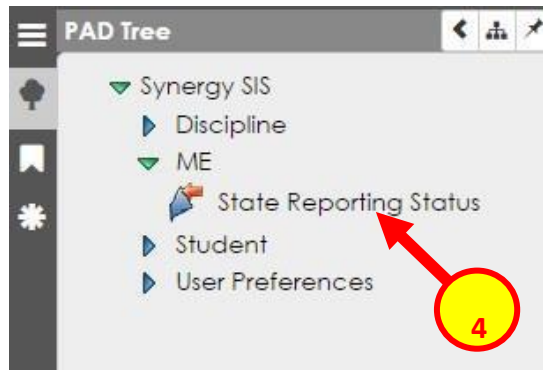 PAD Tree
Synergy SIS
Discipline
ME
State Reporting Status
Student
User Preferences
4